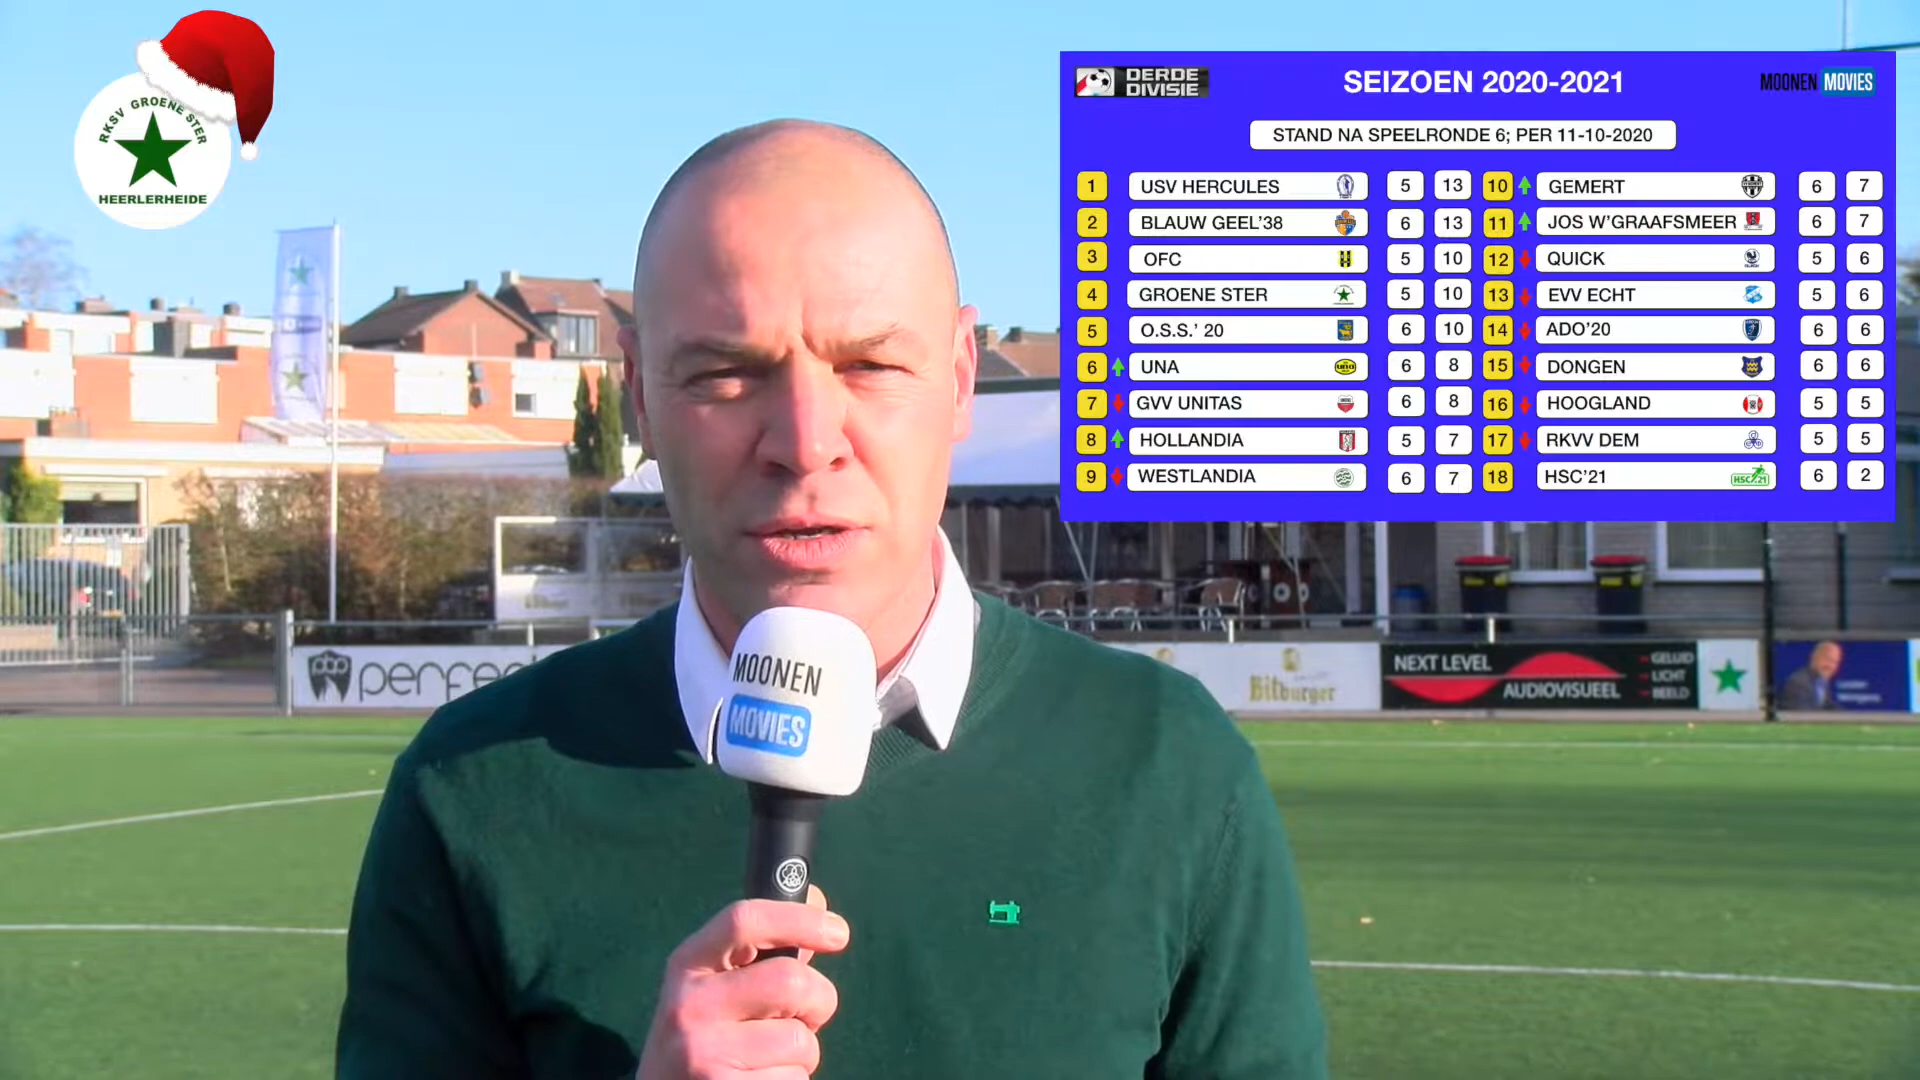 RKSV GROENE STER
HEERLERHEIDE
DERDE
DIVISIE
SEIZOEN 2020-2021
MOONEN MOVIES
STAND NA SPEELRONDE 6; PER 11-10-2020
1 USV HERCULES 5 13
2 BLAUW GEEL'38 6 13
3 OFC 5 10
4 GROENE STER 5 10
5 O.S.S.' 20 6 10
6 UNA 6 8
7 GVV UNITAS 6 8
8 HOLLANDIA 5 7
9 WESTLANDIA 6 7
10 GEMERT 6 7
11 JOS W'GRAAFSMEER 6 7
12 QUICK 5 6
13 EVV ECHT 5 6
14 ADO'20 6 6
15 DONGEN 6 6
16 HOOGLAND 5 5
17 RKVV DEM 5 5
18 HSC'21 HSC'21 6 2
perfec
MOONEN
MOVIES
Bitburger
NEXT LEVEL
AUDIOVISUEEL
GELUID
LICHT
BEELD